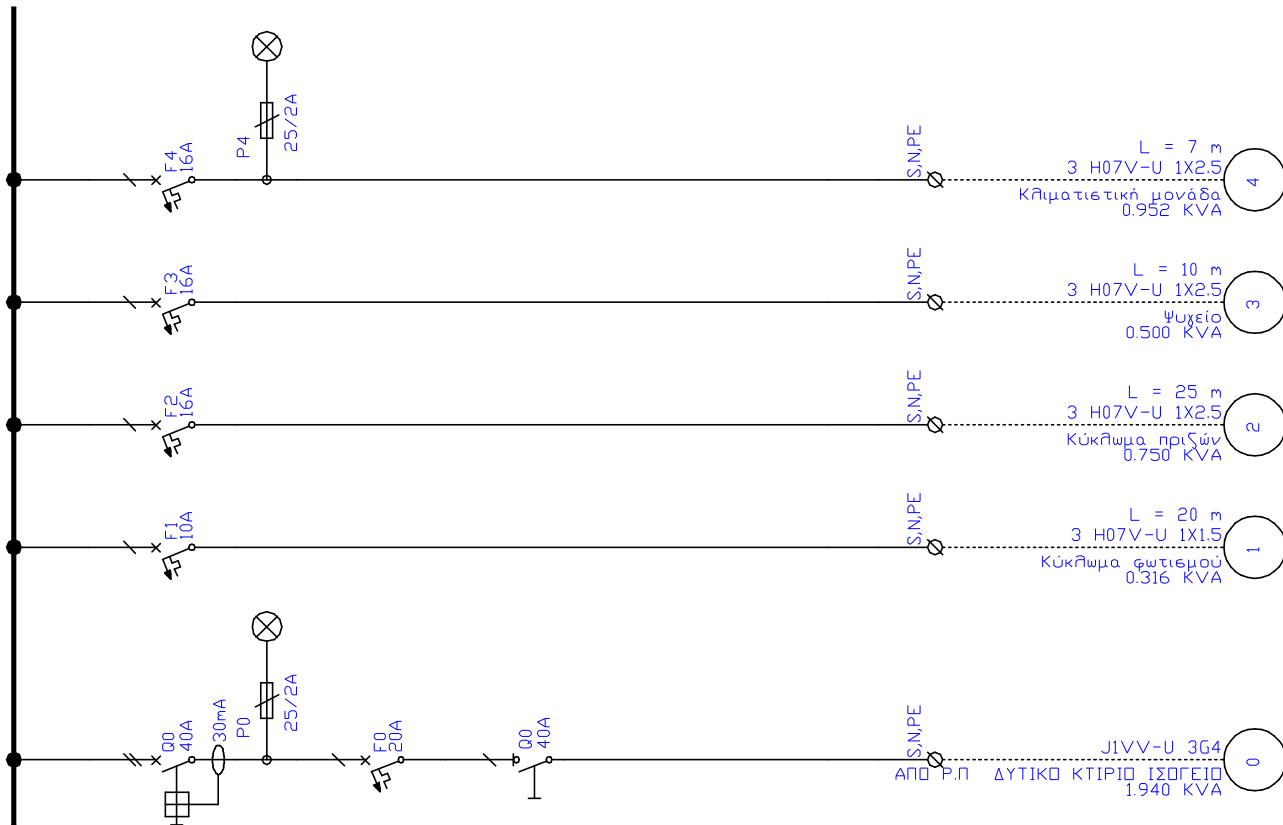 P4
25/2A
F4
16A
S,N,PE
L = 7 m
3 H07V-U 1X2.5
Κλιματιστική μονάδα
0.952 KVA
4
F3
16A
S,N,PE
L = 10 m
3 H07V-U 1X2.5
Ψυγείο
0.500 KVA
3
F2
16A
S,N,PE
L = 25 m
3 H07V-U 1X2.5
Κύκλωμα πριζών
0.750 KVA
2
F1
10A
S,N,PE
L = 20 m
3 H07V-U 1X1.5
Κύκλωμα φωτισμού
0.316 KVA
1
Q0
40A
30mA
P0
25/2A
F0
20A
Q0
40A
S,N,PE
J1VV-U 3G4
ΑΠΟ Ρ.Π ΔΥΤΙΚΟ ΚΤΙΡΙΟ ΙΣΟΓΕΙΟ
1.940 KVA
0